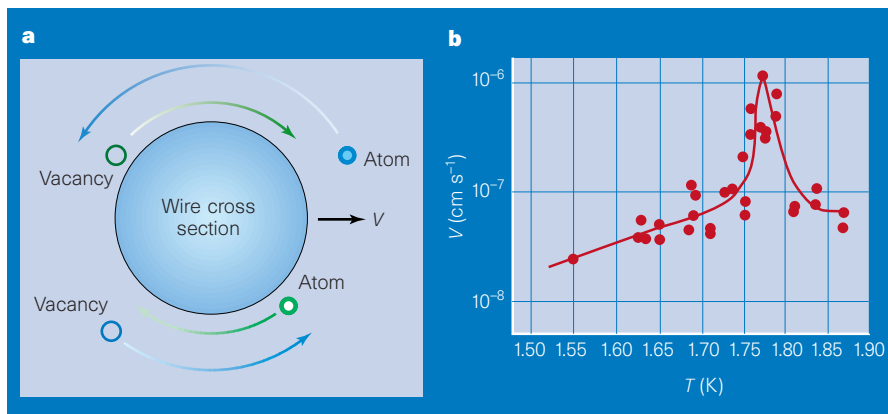 a
Vacancy
Atom
Wire cross
section
V
Atom
Vacancy
b
V (cm s⁻¹)
10⁻⁶
10⁻⁷
10⁻⁸
1.50 1.55 1.60 1.65 1.70 1.75 1.80 1.85 1.90
T (K)